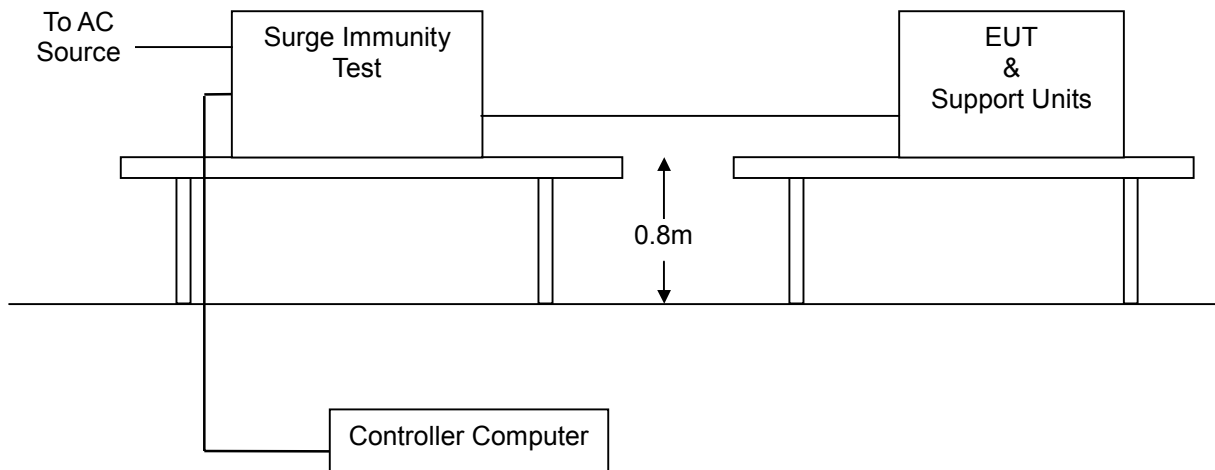 To AC
Source
Surge Immunity
Test
EUT
&
Support Units
0.8m
Controller Computer